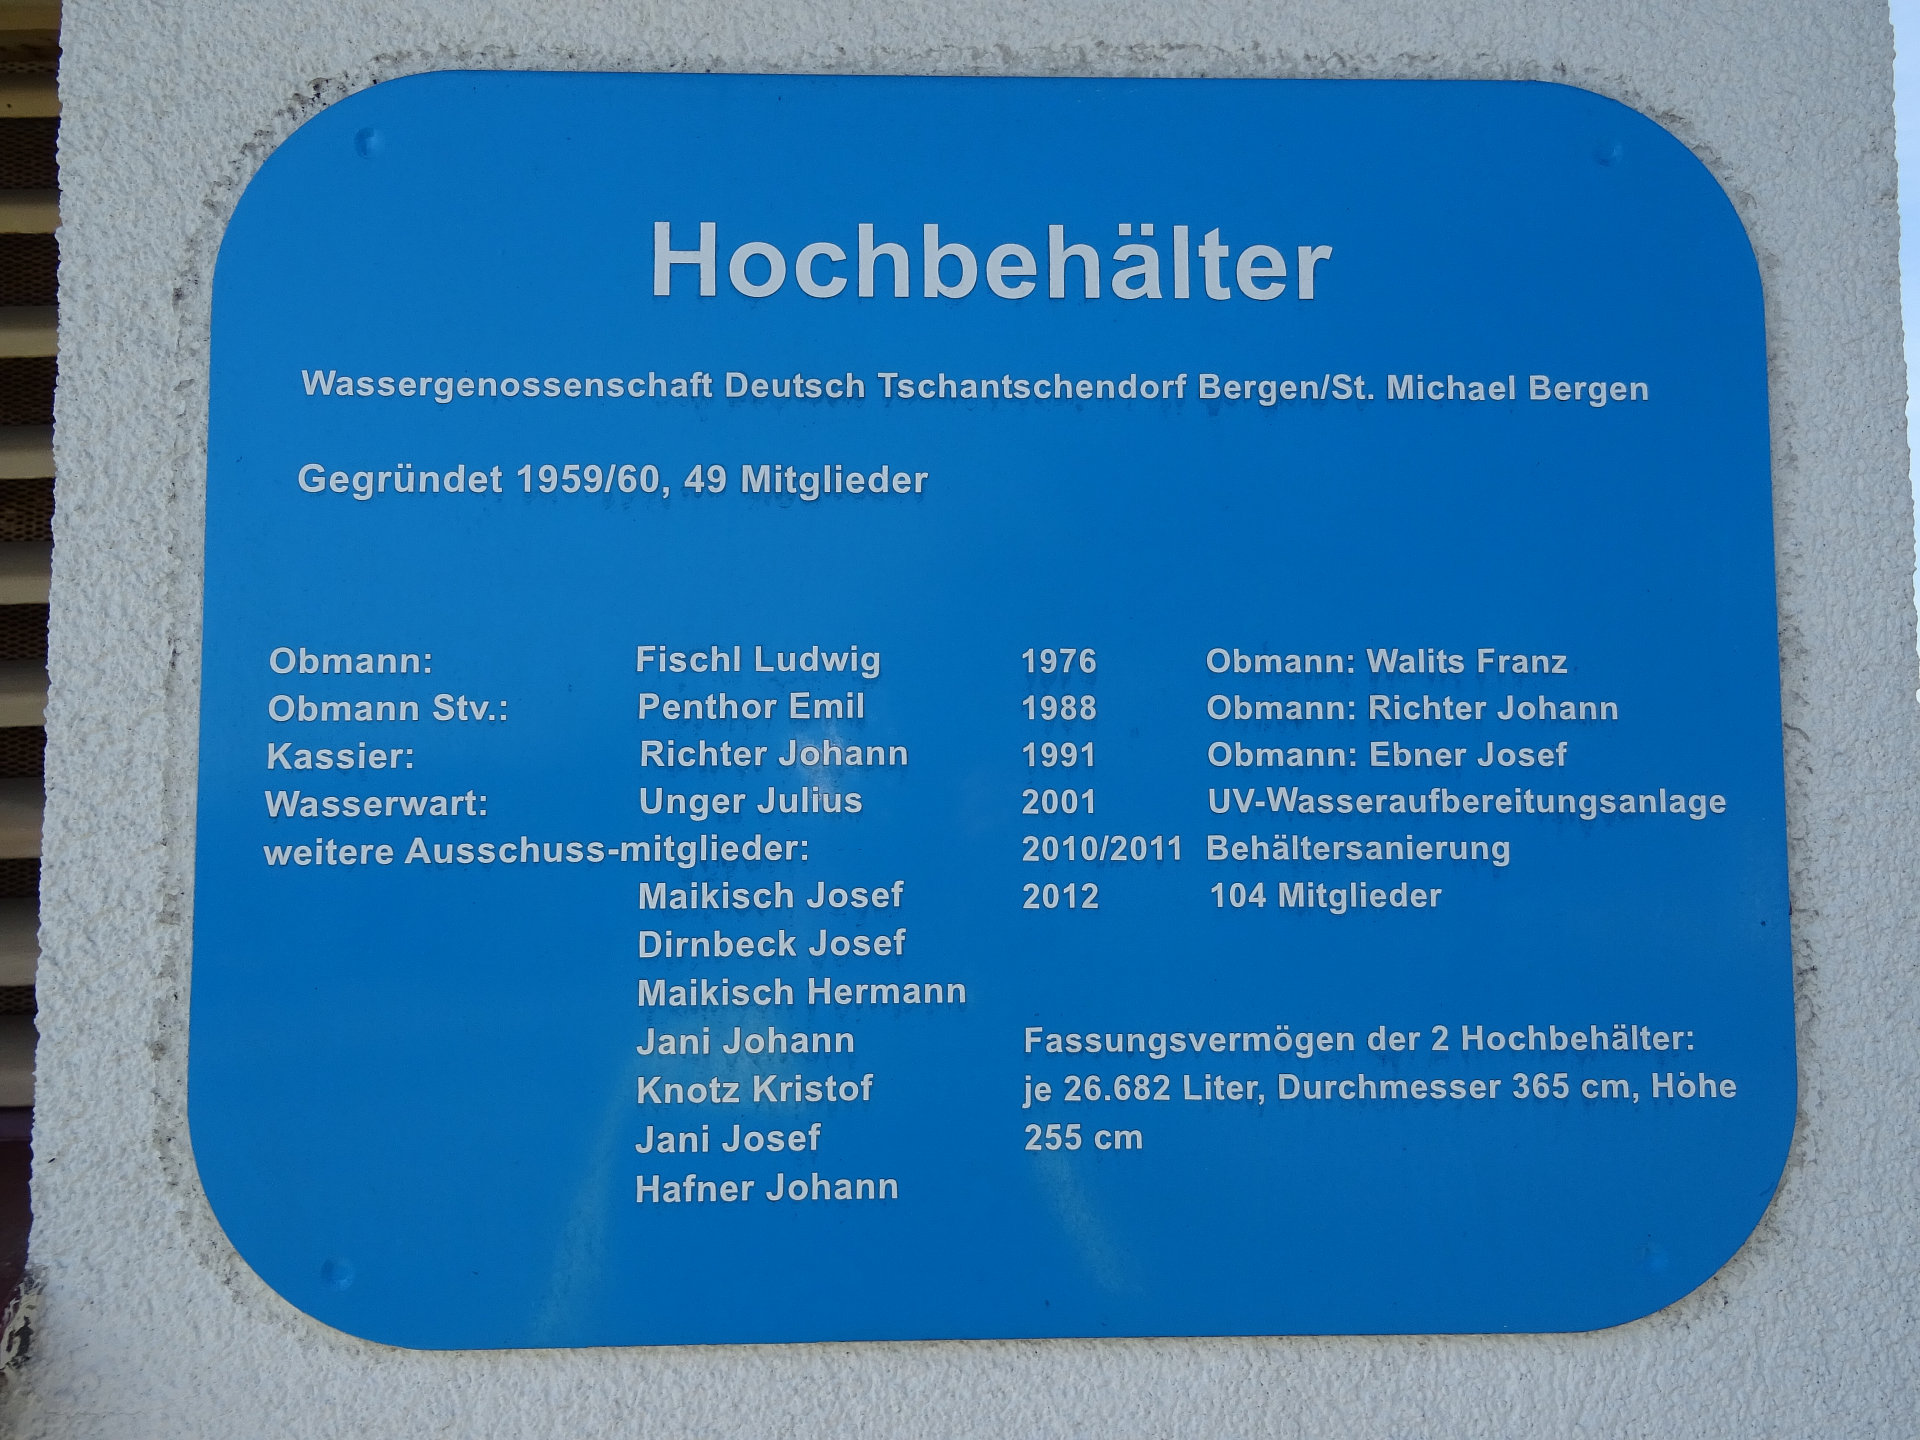 Hochbehälter
Wassergenossenschaft Deutsch Tschantschendorf Bergen/St. Michael Bergen
Gegründet 1959/60, 49 Mitglieder
Obmann: Fischl Ludwig
Obmann Stv.: Penthor Emil
Kassier: Richter Johann
Wasserwart: Unger Julius
weitere Ausschuss-mitglieder:
Maikisch Josef
Dirnbeck Josef
Maikisch Hermann
Jani Johann
Knotz Kristof
Jani Josef
Hafner Johann
1976 Obmann: Walits Franz
1988 Obmann: Richter Johann
1991 Obmann: Ebner Josef
2001 UV-Wasseraufbereitungsanlage
2010/2011 Behältersanierung
2012 104 Mitglieder
Fassungsvermögen der 2 Hochbehälter:
je 26.682 Liter, Durchmesser 365 cm, Höhe
255 cm